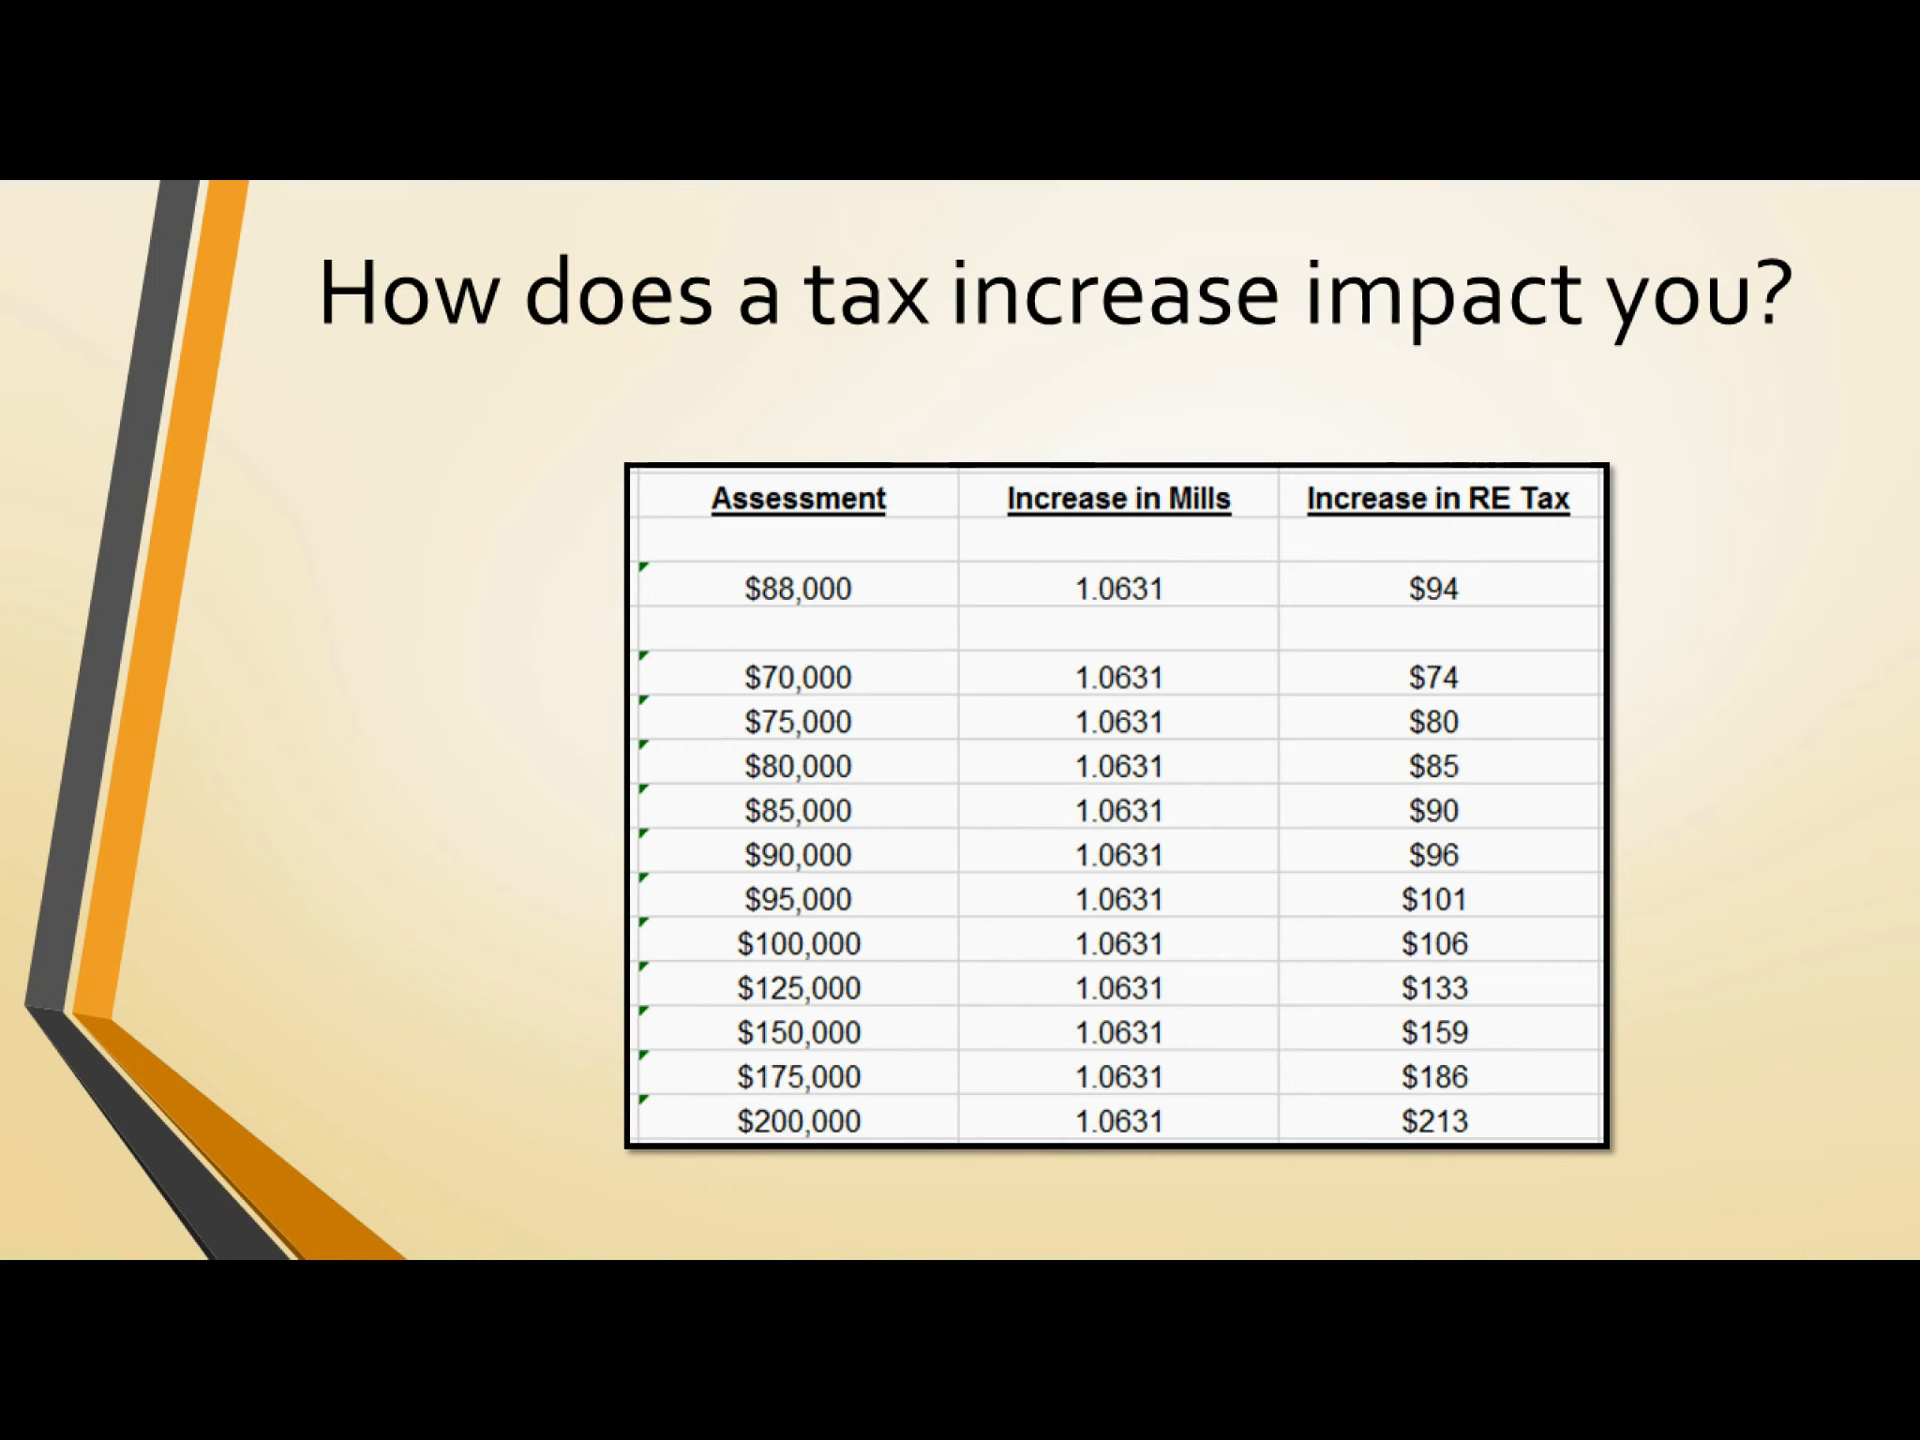 How does a tax increase impact you?
Assessment Increase in Mills Increase in RE Tax
$88,000 1.0631 $94
$70,000 1.0631 $74
$75,000 1.0631 $80
$80,000 1.0631 $85
$85,000 1.0631 $90
$90,000 1.0631 $96
$95,000 1.0631 $101
$100,000 1.0631 $106
$125,000 1.0631 $133
$150,000 1.0631 $159
$175,000 1.0631 $186
$200,000 1.0631 $213